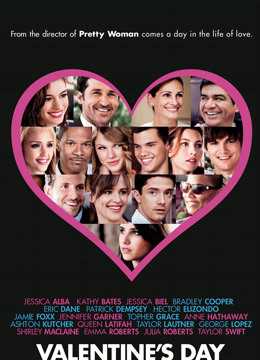 From the director of Pretty Woman comes a day in the life of love.
JESSICA ALBA KATHY BATES JESSICA BIEL BRADLEY COOPER
ERIC DANE PATRICK DEMPSEY HECTOR ELIZONDO
JAMIE FOXX JENNIFER GARNER TOPHER GRACE ANNE HATHAWAY
ASHTON KUTCHER QUEEN LATIFAH TAYLOR LAUTNER GEORGE LOPEZ
SHIRLEY MACLAINE EMMA ROBERTS JULIA ROBERTS TAYLOR SWIFT
VALENTINE'S DAY